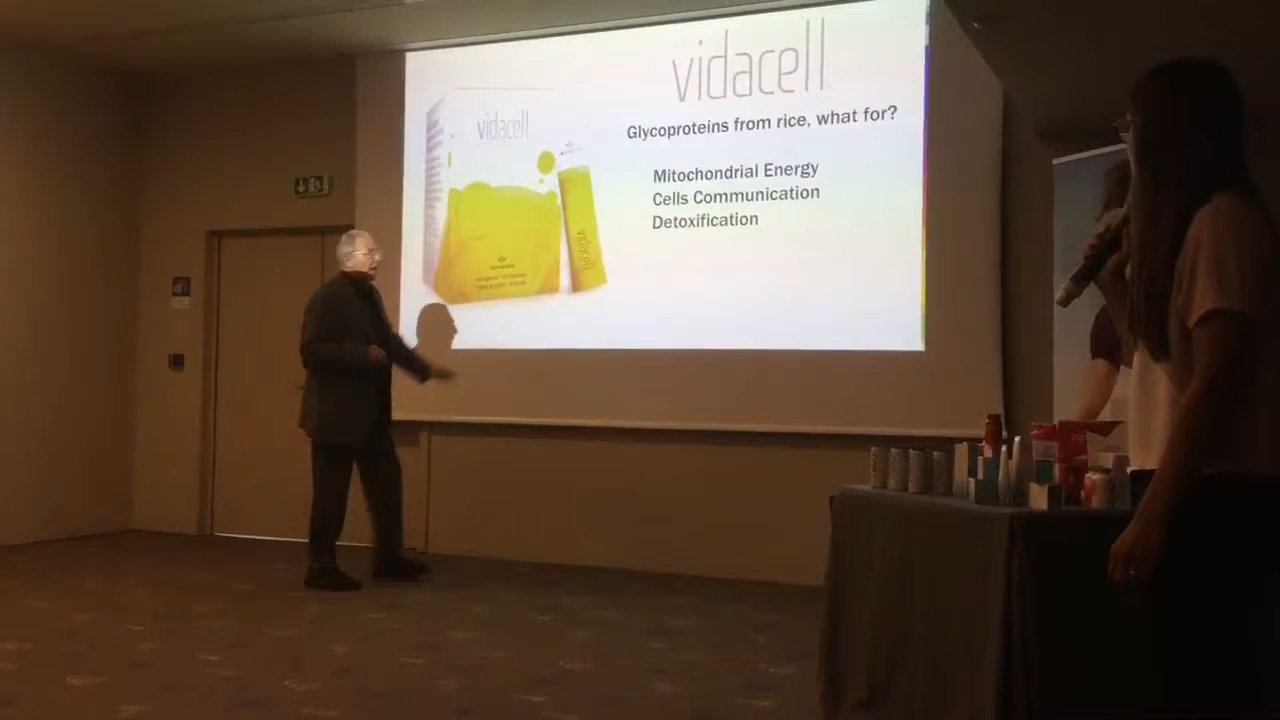 vidacell
Glycoproteins from rice, what for?
Mitochondrial Energy
Cells Communication
Detoxification
vidacell
vidacell